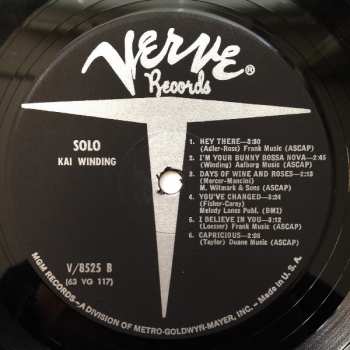 VERVE®
Records
SOLO
KAI WINDING
1. HEY THERE—3:30
(Adler-Ross) Frank Music (ASCAP)
2. I'M YOUR BUNNY BOSSA NOVA—2:45
(Winding) Aalborg Music (ASCAP)
3. DAYS OF WINE AND ROSES—2:13
(Mercer-Mancini)
M. Witmark & Sons (ASCAP)
4. YOU'VE CHANGED—3:24
(Fisher-Carey)
Melody Lane Publ. (BMI)
5. I BELIEVE IN YOU—3:12
(Loesser) Frank Music (ASCAP)
6. CAPRICIOUS—2:26
(Taylor) Duane Music (ASCAP)
V/8525 B
(63 VG 117)
MGM RECORDS—A DIVISION OF METRO-GOLDWYN-MAYER, INC.—Made in U.S.A.